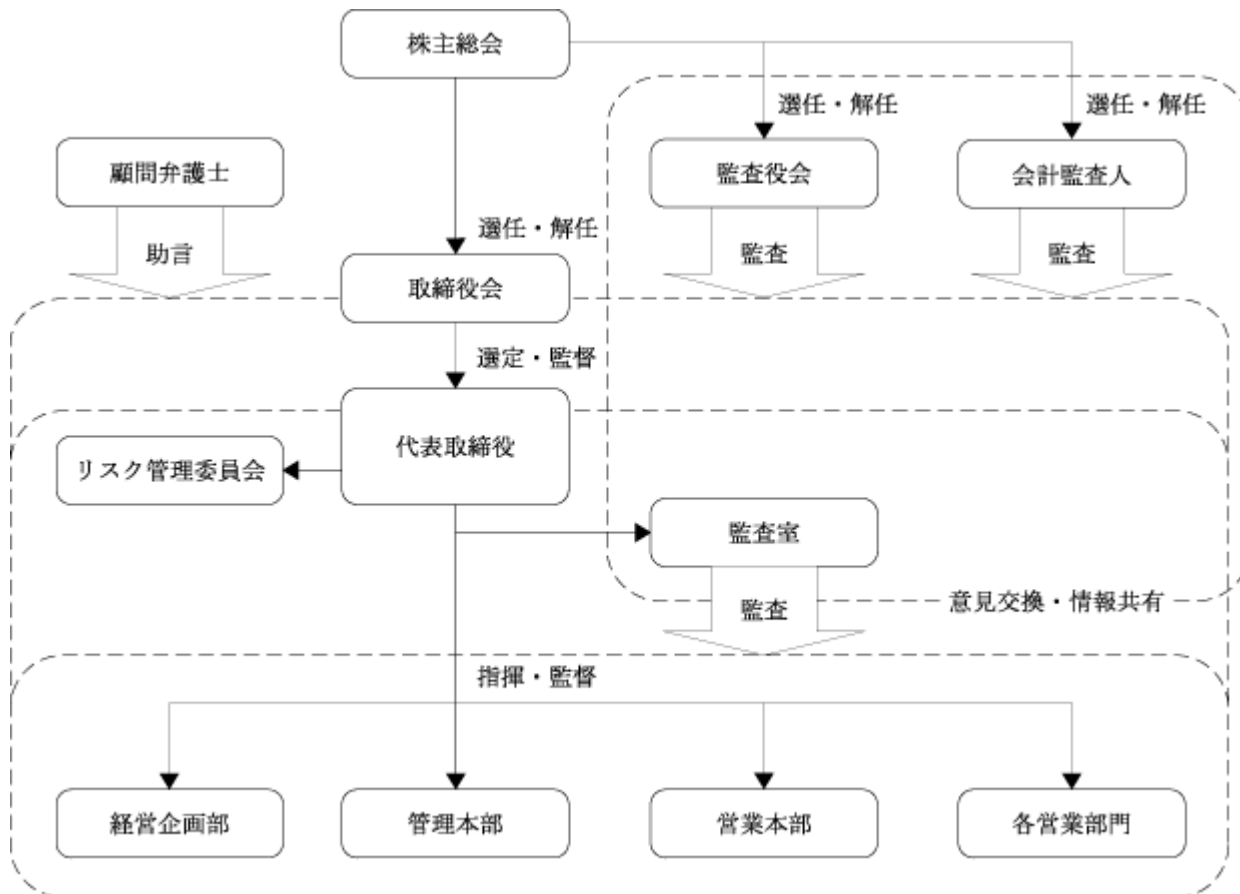 株主総会
選任・解任
選任・解任
顧問弁護士
監査役会
会計監査人
選任・解任
助言
監査
監査
取締役会
選定・監督
代表取締役
リスク管理委員会
監査室
意見交換・情報共有
監査
指揮・監督
経営企画部
管理本部
営業本部
各営業部門